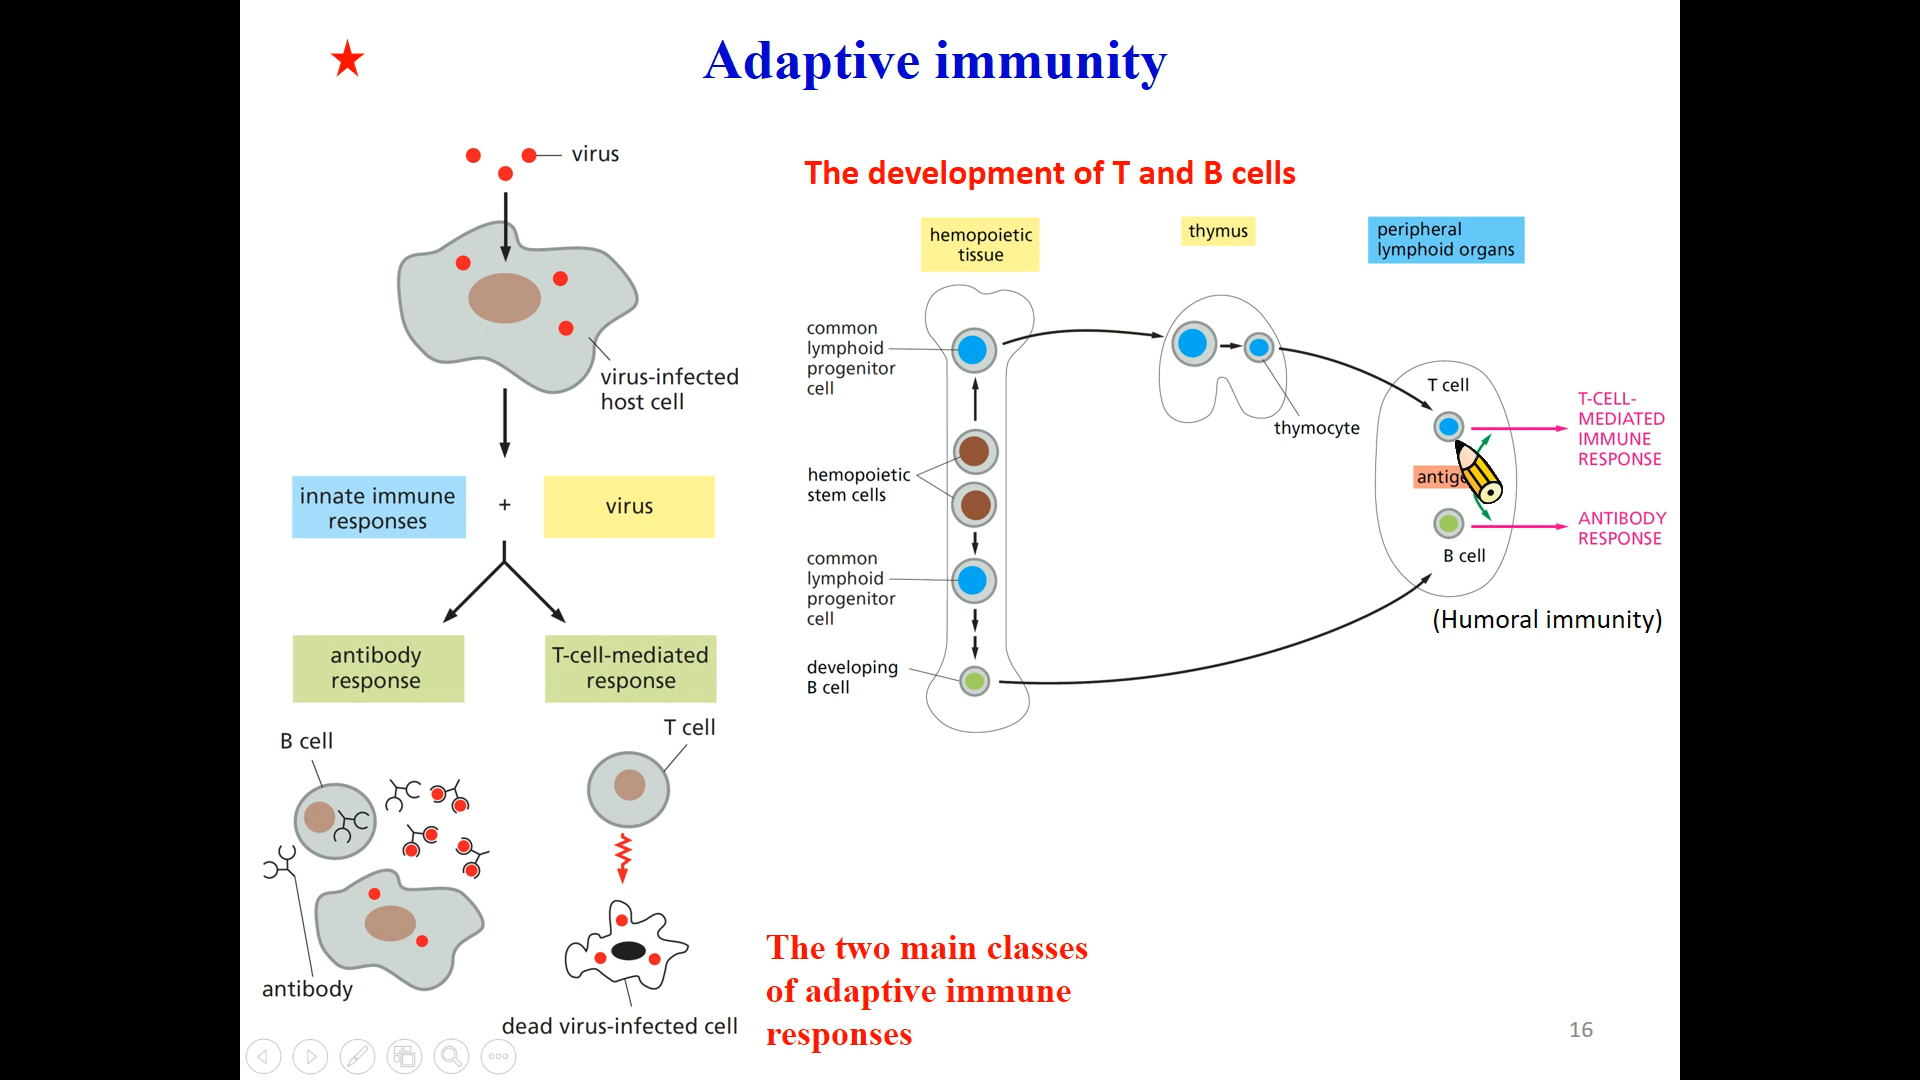 Adaptive immunity
virus
virus-infected
host cell
innate immune
responses
+
virus
antibody
response
T-cell-mediated
response
B cell
T cell
antibody
dead virus-infected cell
The two main classes
of adaptive immune
responses
The development of T and B cells
hemopoietic
tissue
thymus
peripheral
lymphoid organs
common
lymphoid
progenitor
cell
hemopoietic
stem cells
common
lymphoid
progenitor
cell
developing
B cell
thymocyte
T cell
B cell
T-CELL-
MEDIATED
IMMUNE
RESPONSE
ANTIBODY
RESPONSE
(Humoral immunity)
16